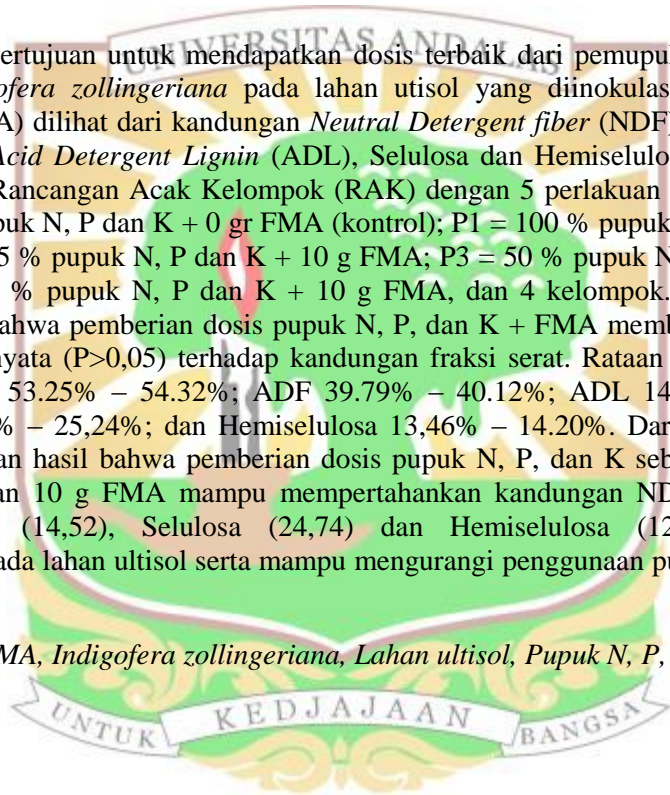 UNIVERSITAS ANDALAS
ertujuan untuk mendapatkan dosis terbaik dari pemupuk
ofera zollingeriana pada lahan utisol yang diinokulas
A) dilihat dari kandungan Neutral Detergent fiber (NDF)
Acid Detergent Lignin (ADL), Selulosa dan Hemiselulo
Rancangan Acak Kelompok (RAK) dengan 5 perlakuan
puk N, P dan K + 0 gr FMA (kontrol); P1 = 100 % pupuk
5 % pupuk N, P dan K + 10 g FMA; P3 = 50 % pupuk N
% pupuk N, P dan K + 10 g FMA, dan 4 kelompok.
ahwa pemberian dosis pupuk N, P, dan K + FMA memb
yata (P>0,05) terhadap kandungan fraksi serat. Rataan
53.25% – 54.32%; ADF 39.79% – 40.12%; ADL 14
% – 25,24%; dan Hemiselulosa 13,46% – 14.20%. Dar
an hasil bahwa pemberian dosis pupuk N, P, dan K seb
an 10 g FMA mampu mempertahankan kandungan ND
(14,52), Selulosa (24,74) dan Hemiselulosa (12
ada lahan ultisol serta mampu mengurangi penggunaan pu
MA, Indigofera zollingeriana, Lahan ultisol, Pupuk N, P,
UNTUK KEDJAJAAN BANGSA